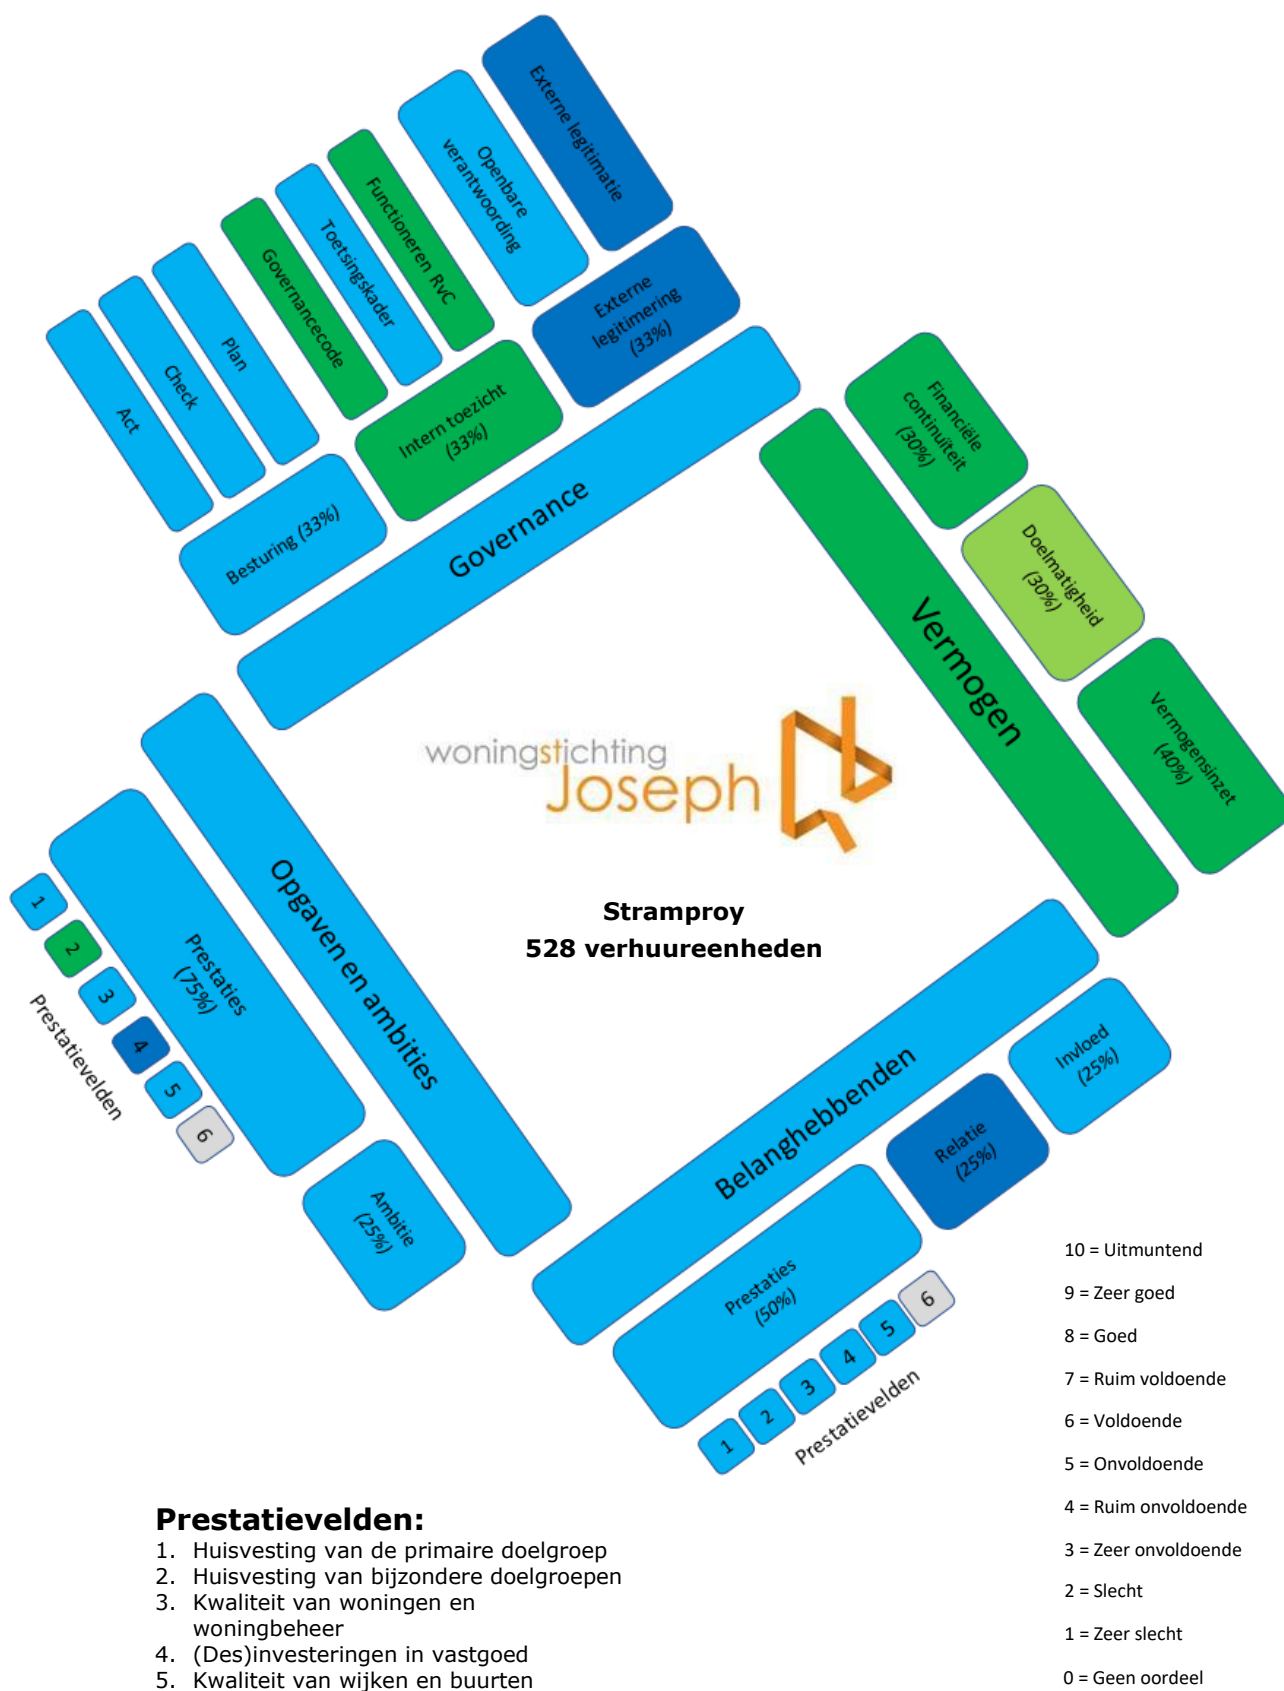 Externe legitimatie
Openbare
verantwoording
Functioneren RvC
Toetsingskader
Governancecode
Plan
Check
Act
Externe
legitimering
(33%)
Intern toezicht
(33%)
Besturing (33%)
Governance
Financiële
continuïteit
(30%)
Doelmatigheid
(30%)
Vermogensinzet
(40%)
Vermogen
woningstichting
Joseph
Stramproy
528 verhuureenheden
Opgaven en ambities
Prestaties
(75%)
1
2
3
4
5
6
Prestatievelden
Ambitie
(25%)
Belanghebbenden
Invloed
(25%)
Relatie
(25%)
Prestaties
(50%)
1
2
3
4
5
6
Prestatievelden
10 = Uitmuntend
9 = Zeer goed
8 = Goed
7 = Ruim voldoende
6 = Voldoende
5 = Onvoldoende
4 = Ruim onvoldoende
3 = Zeer onvoldoende
2 = Slecht
1 = Zeer slecht
0 = Geen oordeel
Prestatievelden:
1. Huisvesting van de primaire doelgroep
2. Huisvesting van bijzondere doelgroepen
3. Kwaliteit van woningen en
woningbeheer
4. (Des)investeringen in vastgoed
5. Kwaliteit van wijken en buurten